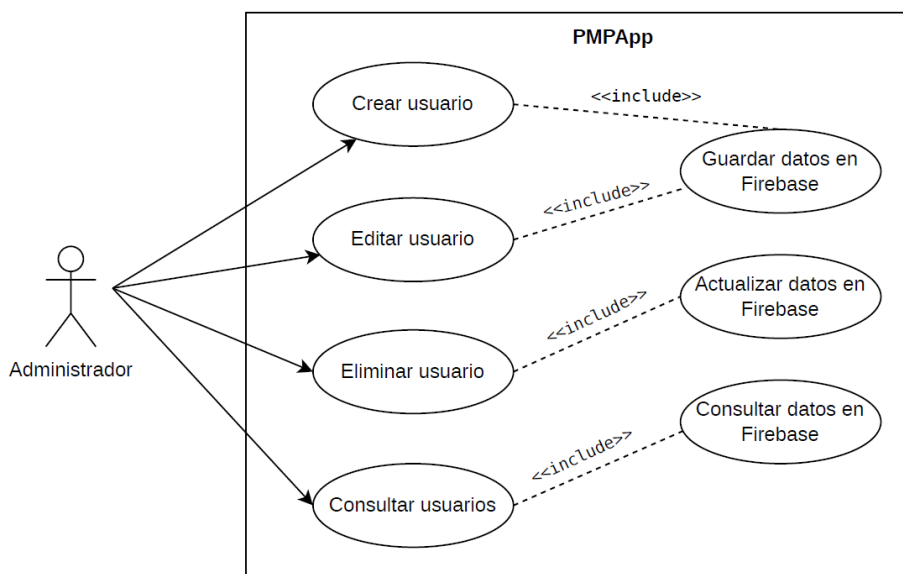 PMPApp
Crear usuario
<<include>>
Guardar datos en
Firebase
Editar usuario
<<include>>
Actualizar datos en
Firebase
Administrador
Eliminar usuario
<<include>>
Consultar datos en
Firebase
Consultar usuarios
<<include>>